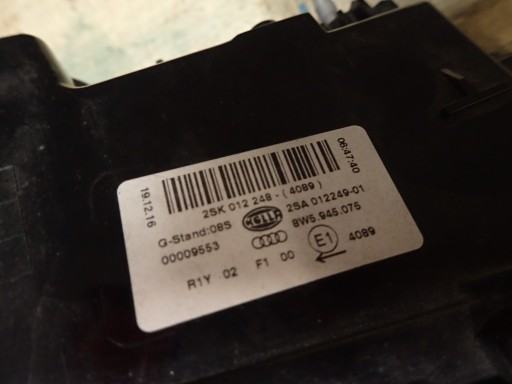 19.12.16
06:47:40
2SK 012 248-(4089)
G-Stand:08S HELLA 2SA 012249-01
00009553 8W5.945.075
R1Y 02 F1 00 E1 4089